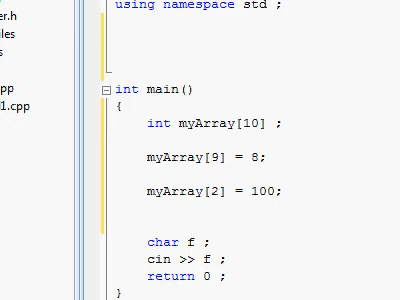 er.h
iles
s
pp
1.cpp
using namespace std ;
int main()
{
int myArray[10] ;
myArray[9] = 8;
myArray[2] = 100;
char f ;
cin >> f ;
return 0 ;
}